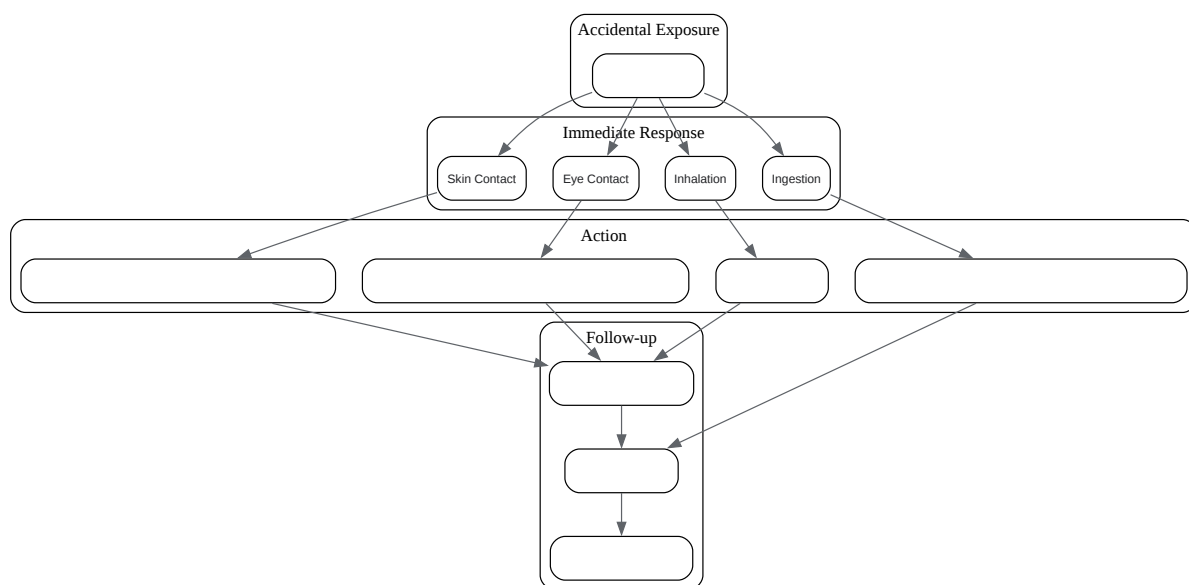 Accidental Exposure
Immediate Response
Skin Contact
Eye Contact
Inhalation
Ingestion
Action
Follow-up